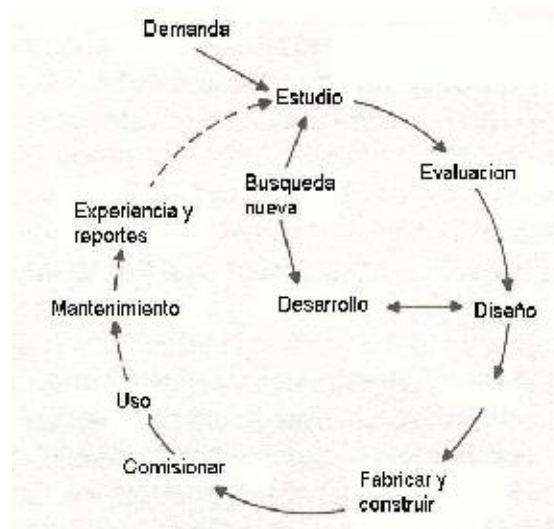 Demanda
Estudio
Evaluacion
Busqueda
nueva
Experiencia y
reportes
Mantenimiento
Desarrollo
Diseño
Uso
Comisionar
Fabricar y
construir